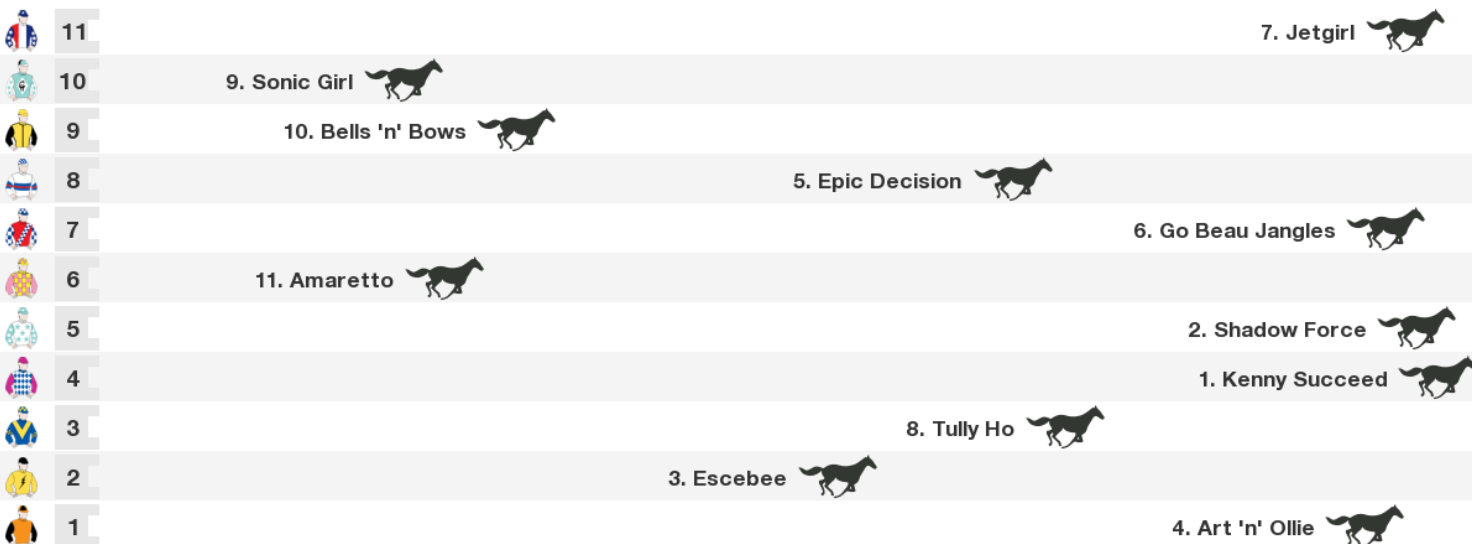 11 7. Jetgirl
10 9. Sonic Girl
9 10. Bells 'n' Bows
8 5. Epic Decision
7 6. Go Beau Jangles
6 11. Amaretto
5 2. Shadow Force
4 1. Kenny Succeed
3 8. Tully Ho
2 3. Escebee
1 4. Art 'n' Ollie